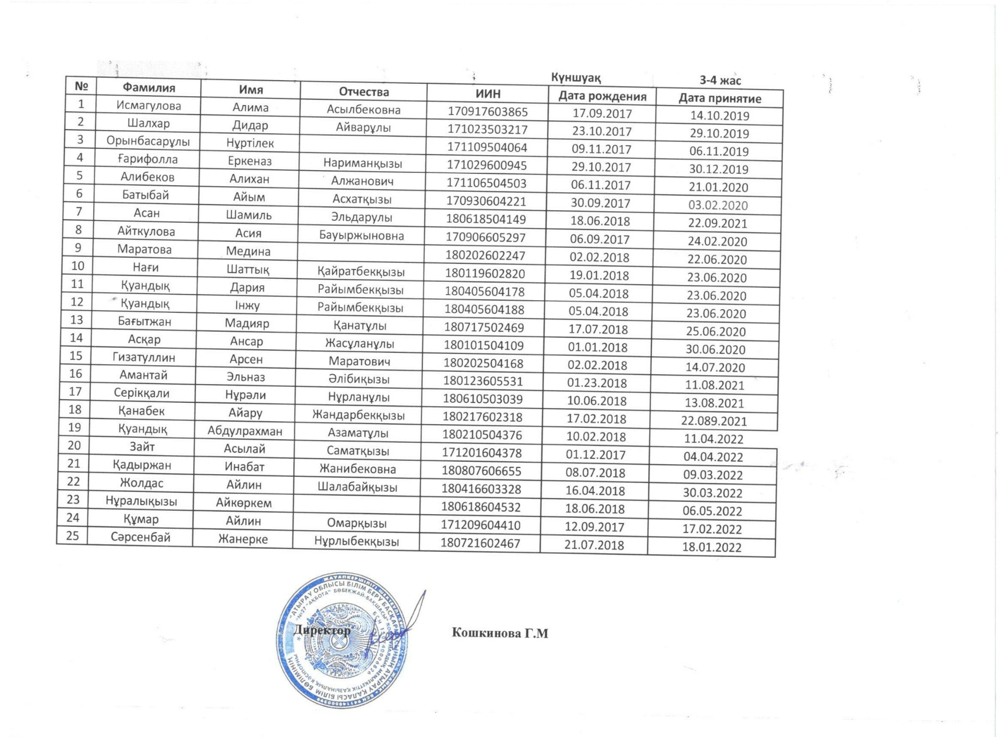 Күншуақ 3-4 жас
№ Фамилия Имя Отчества ИИН Дата рождения Дата принятие
1 Исмагулова Алима Асылбековна 170917603865 17.09.2017 14.10.2019
2 Шалхар Дидар Айварұлы 171023503217 23.10.2017 29.10.2019
3 Орынбасарұлы Нұртілек 171109504064 09.11.2017 06.11.2019
4 Ғарифолла Еркеназ Нариманқызы 171029600945 29.10.2017 30.12.2019
5 Алибеков Алихан Алжанович 171106504503 06.11.2017 21.01.2020
6 Батыбай Айым Асхатқызы 170930604221 30.09.2017 03.02.2020
7 Асан Шамиль Эльдарулы 180618504149 18.06.2018 22.09.2021
8 Айткулова Асия Бауыржыновна 170906605297 06.09.2017 24.02.2020
9 Маратова Медина 180202602247 02.02.2018 22.06.2020
10 Наги Шаттық Қайратбекқызы 180119602820 19.01.2018 23.06.2020
11 Қуандық Дария Райымбекқызы 180405604178 05.04.2018 23.06.2020
12 Қуандық Інжу Райымбекқызы 180405604188 05.04.2018 23.06.2020
13 Бағытжан Мадияр Қанатұлы 180717502469 17.07.2018 25.06.2020
14 Асқар Ансар Жасұланұлы 180101504109 01.01.2018 30.06.2020
15 Гизатуллин Арсен Маратович 180202504168 02.02.2018 14.07.2020
16 Амантай Эльназ Әлібиқызы 180123605531 01.23.2018 11.08.2021
17 Серікқали Нұрәли Нұрланұлы 180610503039 10.06.2018 13.08.2021
18 Қанабек Айару Жандарбекқызы 180217602318 17.02.2018 22.089.2021
19 Қуандық Абдулрахман Азаматұлы 180210504376 10.02.2018 11.04.2022
20 Зайт Асылай Саматқызы 171201604378 01.12.2017 04.04.2022
21 Қадыржан Инабат Жанибековна 180807606655 08.07.2018 09.03.2022
22 Жолдас Айлин Шалабайқызы 180416603328 16.04.2018 30.03.2022
23 Нұралықызы Айкөркем 180618604532 18.06.2018 06.05.2022
24 Құмар Айлин Омарқызы 171209604410 12.09.2017 17.02.2022
25 Сәрсенбай Жанерке Нұрлыбекқызы 180721602467 21.07.2018 18.01.2022
"АТЫРАУ ОБЛЫСЫ БІЛІМ БЕРУ БАСҚАРМАСЫНЫҢ АТЫРАУ ҚАЛАСЫ БІЛІМ БӨЛІМІНІҢ
"№27 "АҚБОТА" БӨБЕКЖАЙ-БАҚШАСЫ" КОММУНАЛДЫҚ МЕМЛЕКЕТТІК ҚАЗЫНАЛЫҚ КӘСІПОРНЫ
Директор Кошкинова Г.М